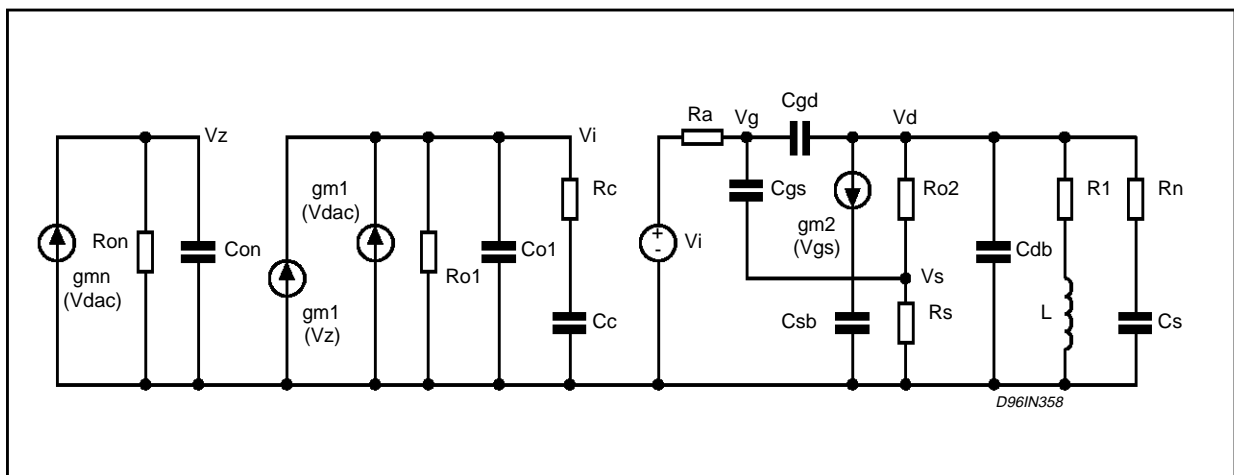 Cgd
Ra
Vg
Vd
Vz
Vi
Rc
Cgs
Ro2
R1
Rn
gm1
(Vdac)
gm2
(Vgs)
Ron
Con
Ro1
Co1
Vi
+
-
Cdb
gmn
(Vdac)
Vs
gm1
(Vz)
Cc
Csb
Rs
L
Cs
D96IN358